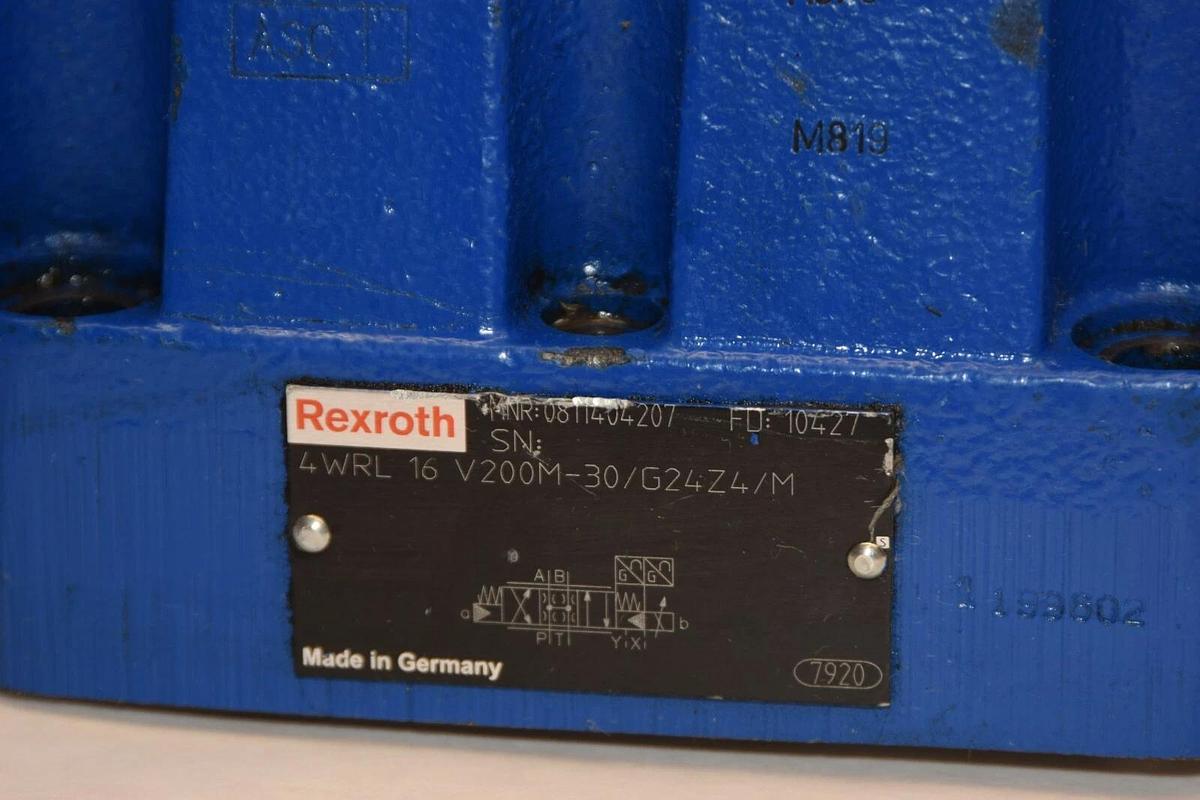 ASC
M819
Rexroth
MNR: 0811404207 FD: 10427
SN:
4WRL 16 V200M-30/G24Z4/M
S
G G
A B
a b
P T Y X
Made in Germany
7920
199802